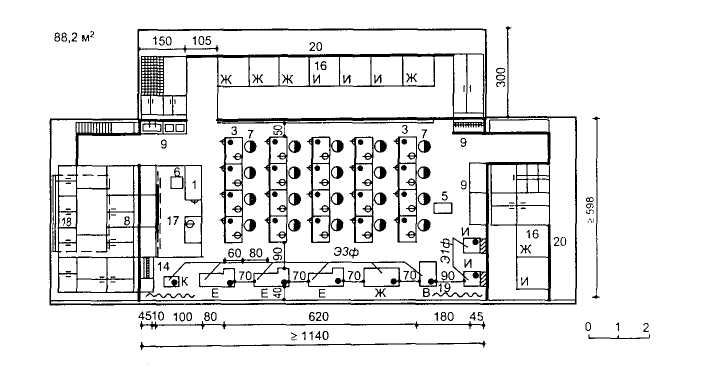 88,2 м²
150 105 20
16
Ж Ж Ж И И И Ж
300
3 7 50 3 7
9 9
6 1 9
5
18 8 17
И
Э1ф
16
Ж
20
≥ 598
60 80 90 Э3ф
14
И
К 70 70 70 70 90
И
Е Е Е 40 Ж В 19
45 10 100 80 620 180 45
≥ 1140
0 1 2